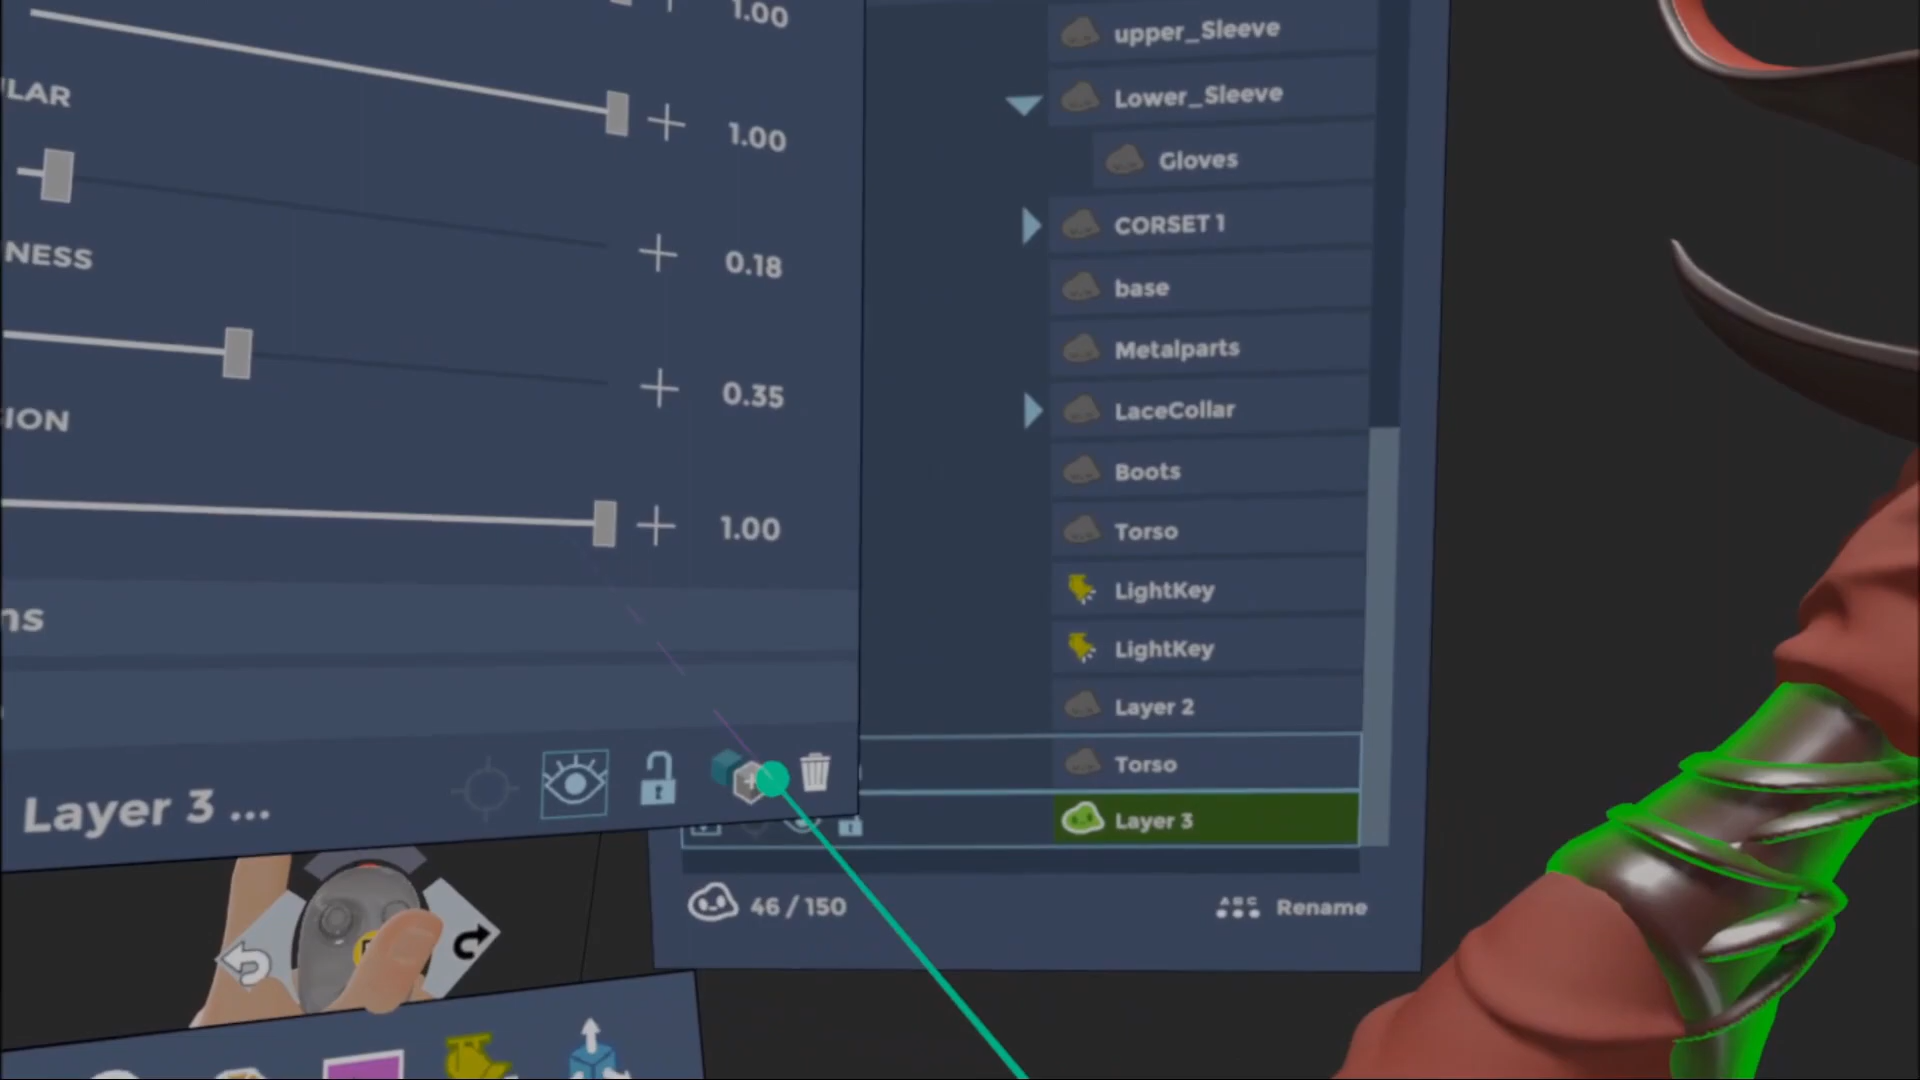 1.00
LAR
1.00
NESS
0.18
0.35
ION
1.00
ns
Layer 3 ...
upper_Sleeve
Lower_Sleeve
Gloves
CORSET 1
base
Metalparts
LaceCollar
Boots
Torso
LightKey
LightKey
Layer 2
Torso
Layer 3
46 / 150
ABC
Rename